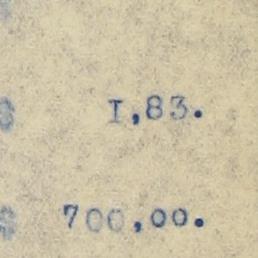 $ I,83.
$ 700,00.